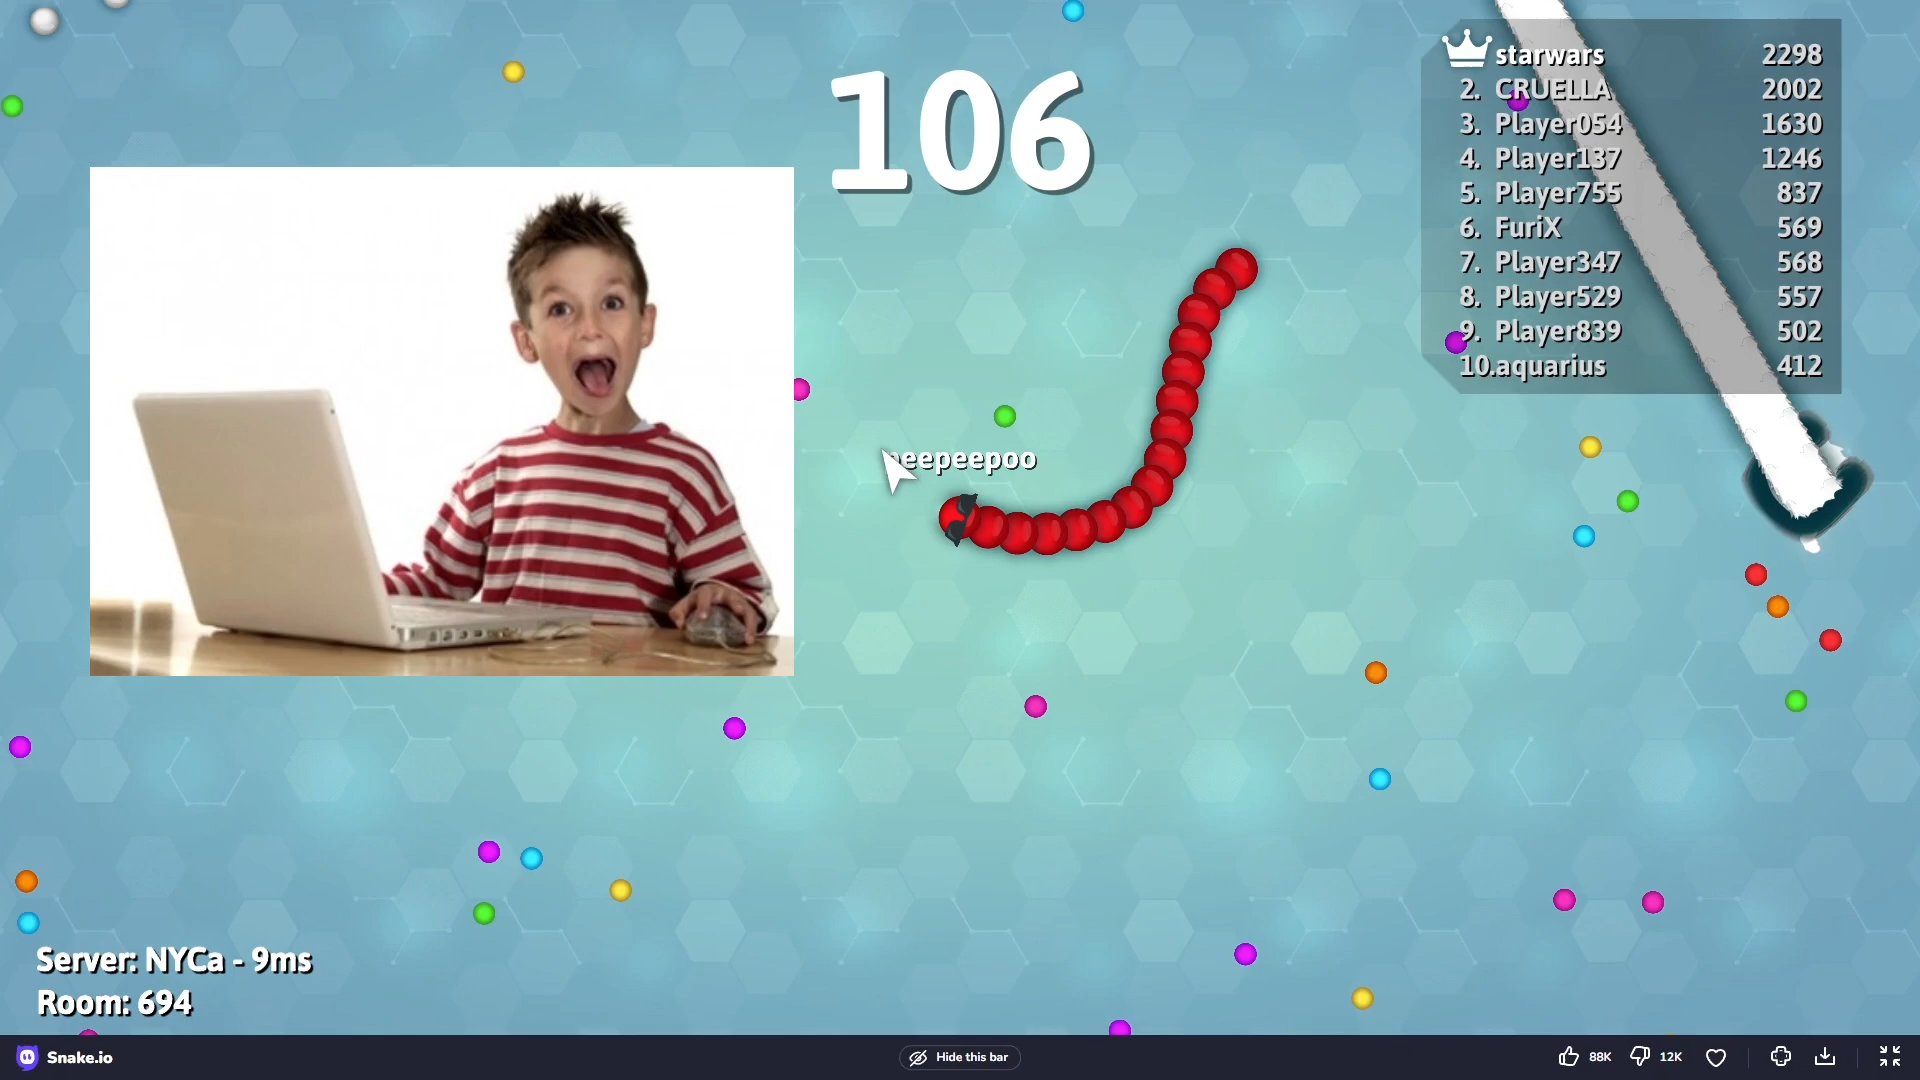 106
starwars 2298
2. CRUELLA 2002
3. Player054 1630
4. Player137 1246
5. Player755 837
6. FuriX 569
7. Player347 568
8. Player529 557
9. Player839 502
10.aquarius 412
Server: NYCa - 9ms
Room: 694
Snake.io
Hide this bar
88K
12K